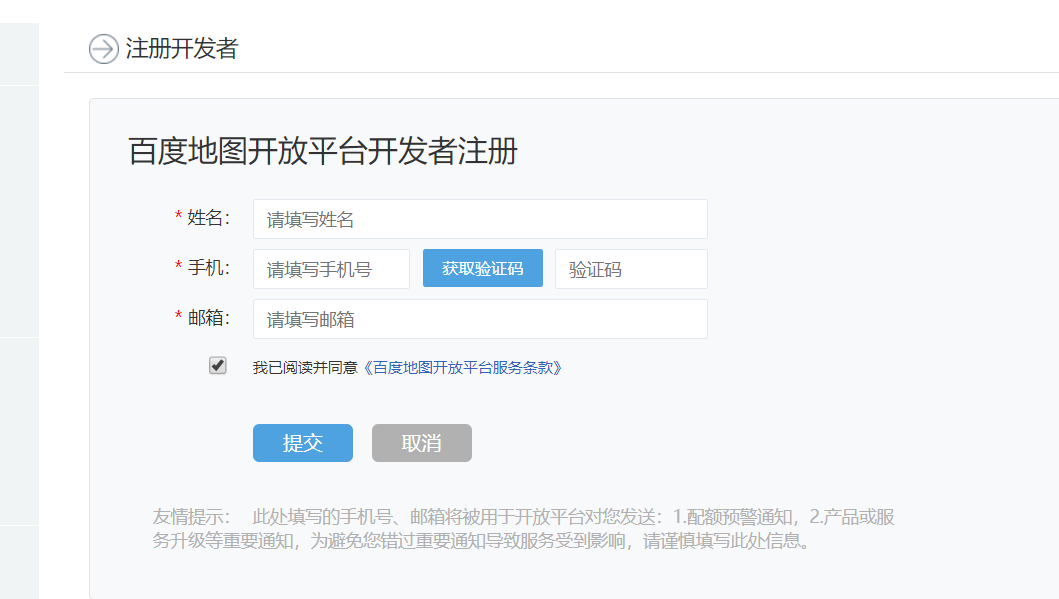 注册开发者
百度地图开放平台开发者注册
* 姓名： 请填写姓名
* 手机： 请填写手机号 获取验证码 验证码
* 邮箱： 请填写邮箱
我已阅读并同意《百度地图开放平台服务条款》
提交 取消
友情提示： 此处填写的手机号、邮箱将被用于开放平台对您发送：1.配额预警通知，2.产品或服
务升级等重要通知，为避免您错过重要通知导致服务受到影响，请谨慎填写此处信息。